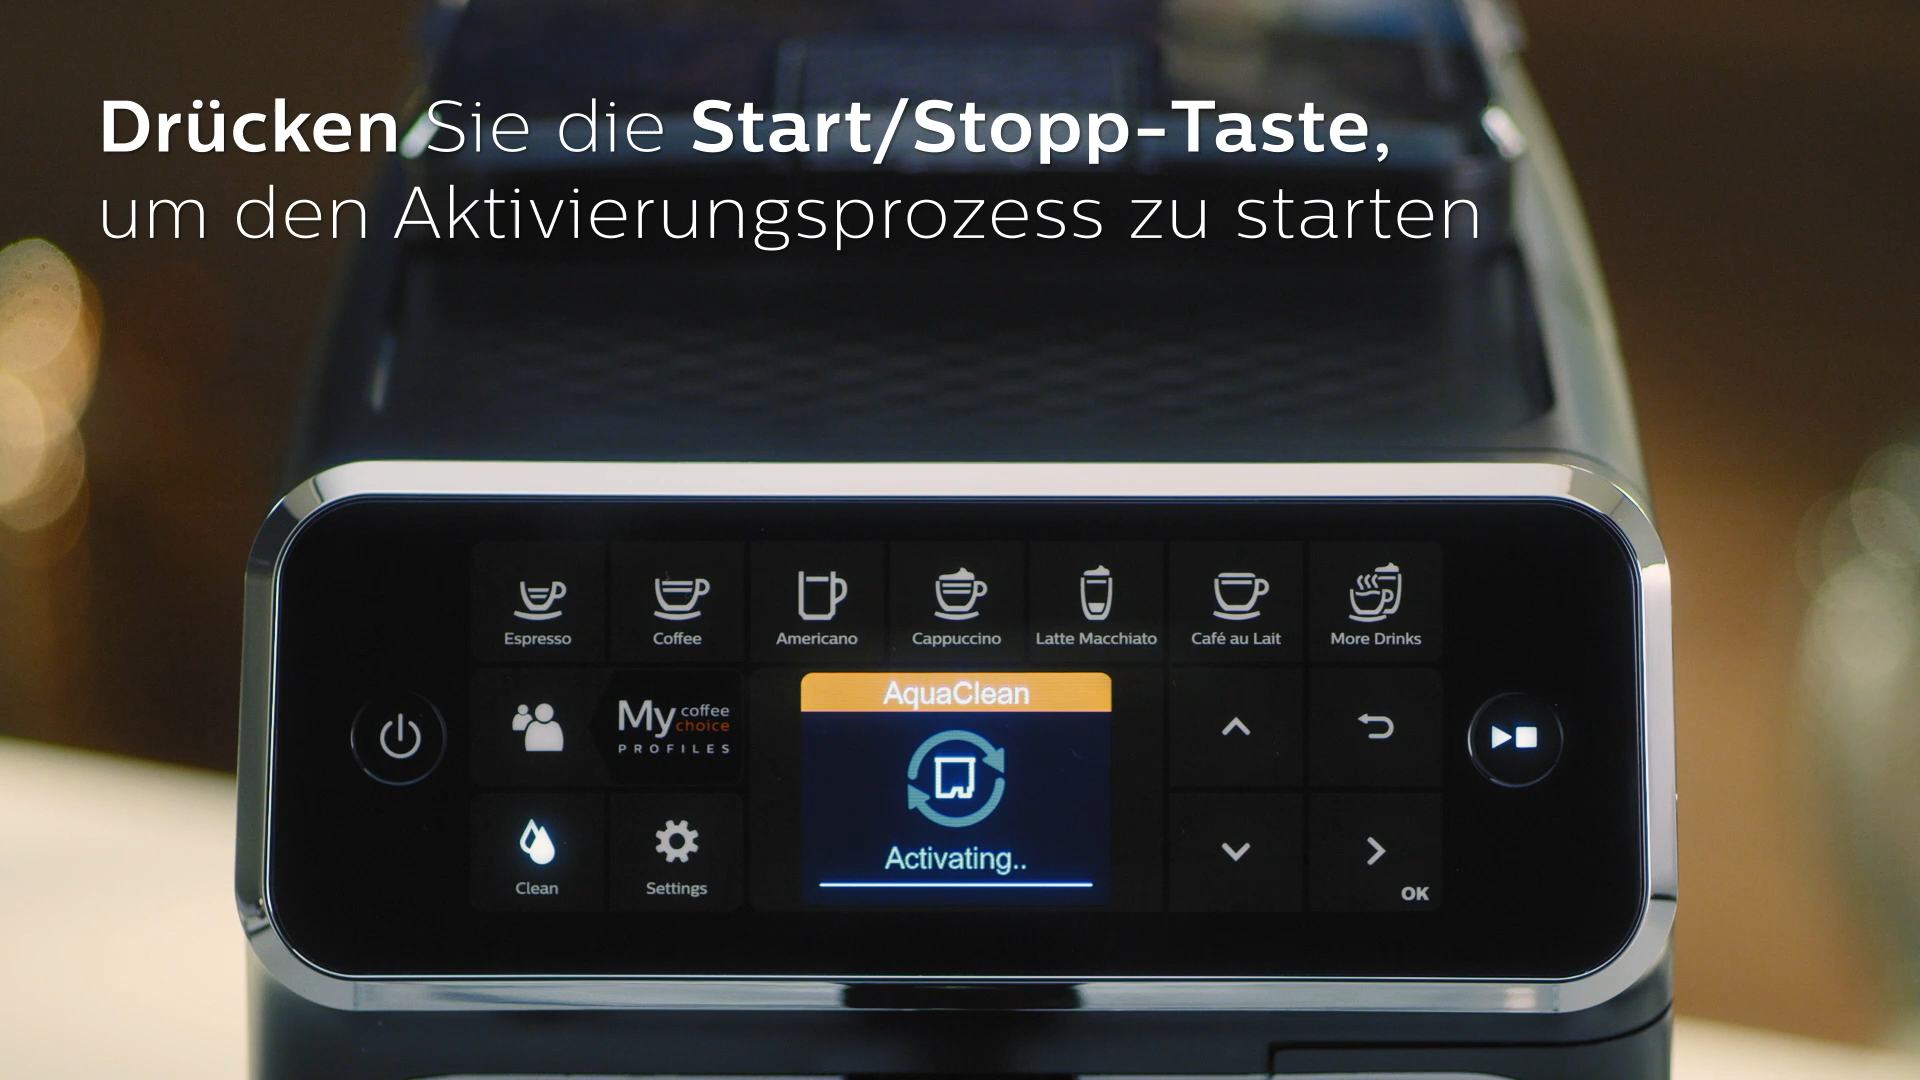 Drücken Sie die Start/Stopp-Taste,
um den Aktivierungsprozess zu starten
Espresso
Coffee
Americano
Cappuccino
Latte Macchiato
Café au Lait
More Drinks
My coffee choice
PROFILES
AquaClean
Activating..
Clean
Settings
OK